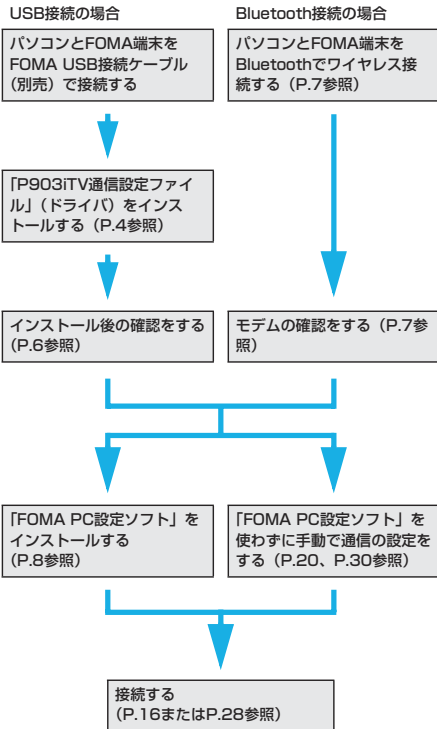 USB接続の場合
パソコンとFOMA端末を
FOMA USB接続ケーブル
（別売）で接続する
「P903iTV通信設定ファイ
ル」（ドライバ）をインス
トールする（P.4参照）
インストール後の確認をする
（P.6参照）
Bluetooth接続の場合
パソコンとFOMA端末を
Bluetoothでワイヤレス接
続する（P.7参照）
モデムの確認をする（P.7参
照）
「FOMA PC設定ソフト」を
インストールする
（P.8参照）
「FOMA PC設定ソフト」を
使わずに手動で通信の設定を
する（P.20、P.30参照）
接続する
（P.16またはP.28参照）